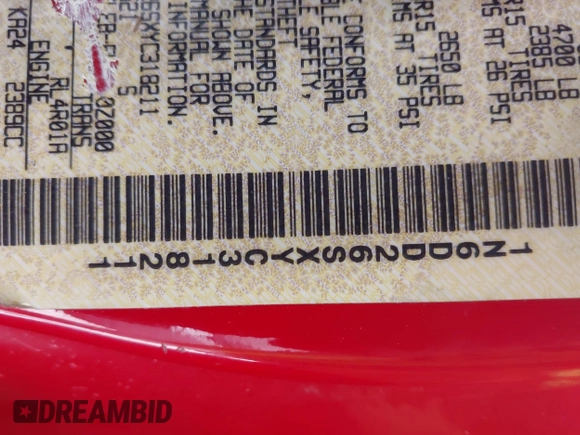 4700 LB
2285 LB
R15 TIRES
AT 26 PSI
2650 LB
R15 TIRES
AT 35 PSI
CONFORMS TO
FEDERAL
SAFETY,
THEFT
STANDARDS IN
THE DATE OF
SHOWN ABOVE.
MANUAL FOR
INFORMATION.
6SXYC318211
S
02000
TRANS
RL4R01A
ENGINE
KA24 2389CC
1N6DD26SXYC318211
DREAMBID